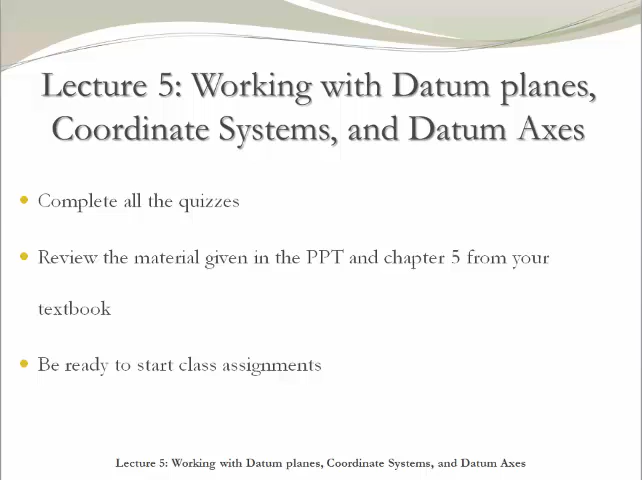 Lecture 5: Working with Datum planes,
Coordinate Systems, and Datum Axes
Complete all the quizzes
Review the material given in the PPT and chapter 5 from your
textbook
Be ready to start class assignments
Lecture 5: Working with Datum planes, Coordinate Systems, and Datum Axes